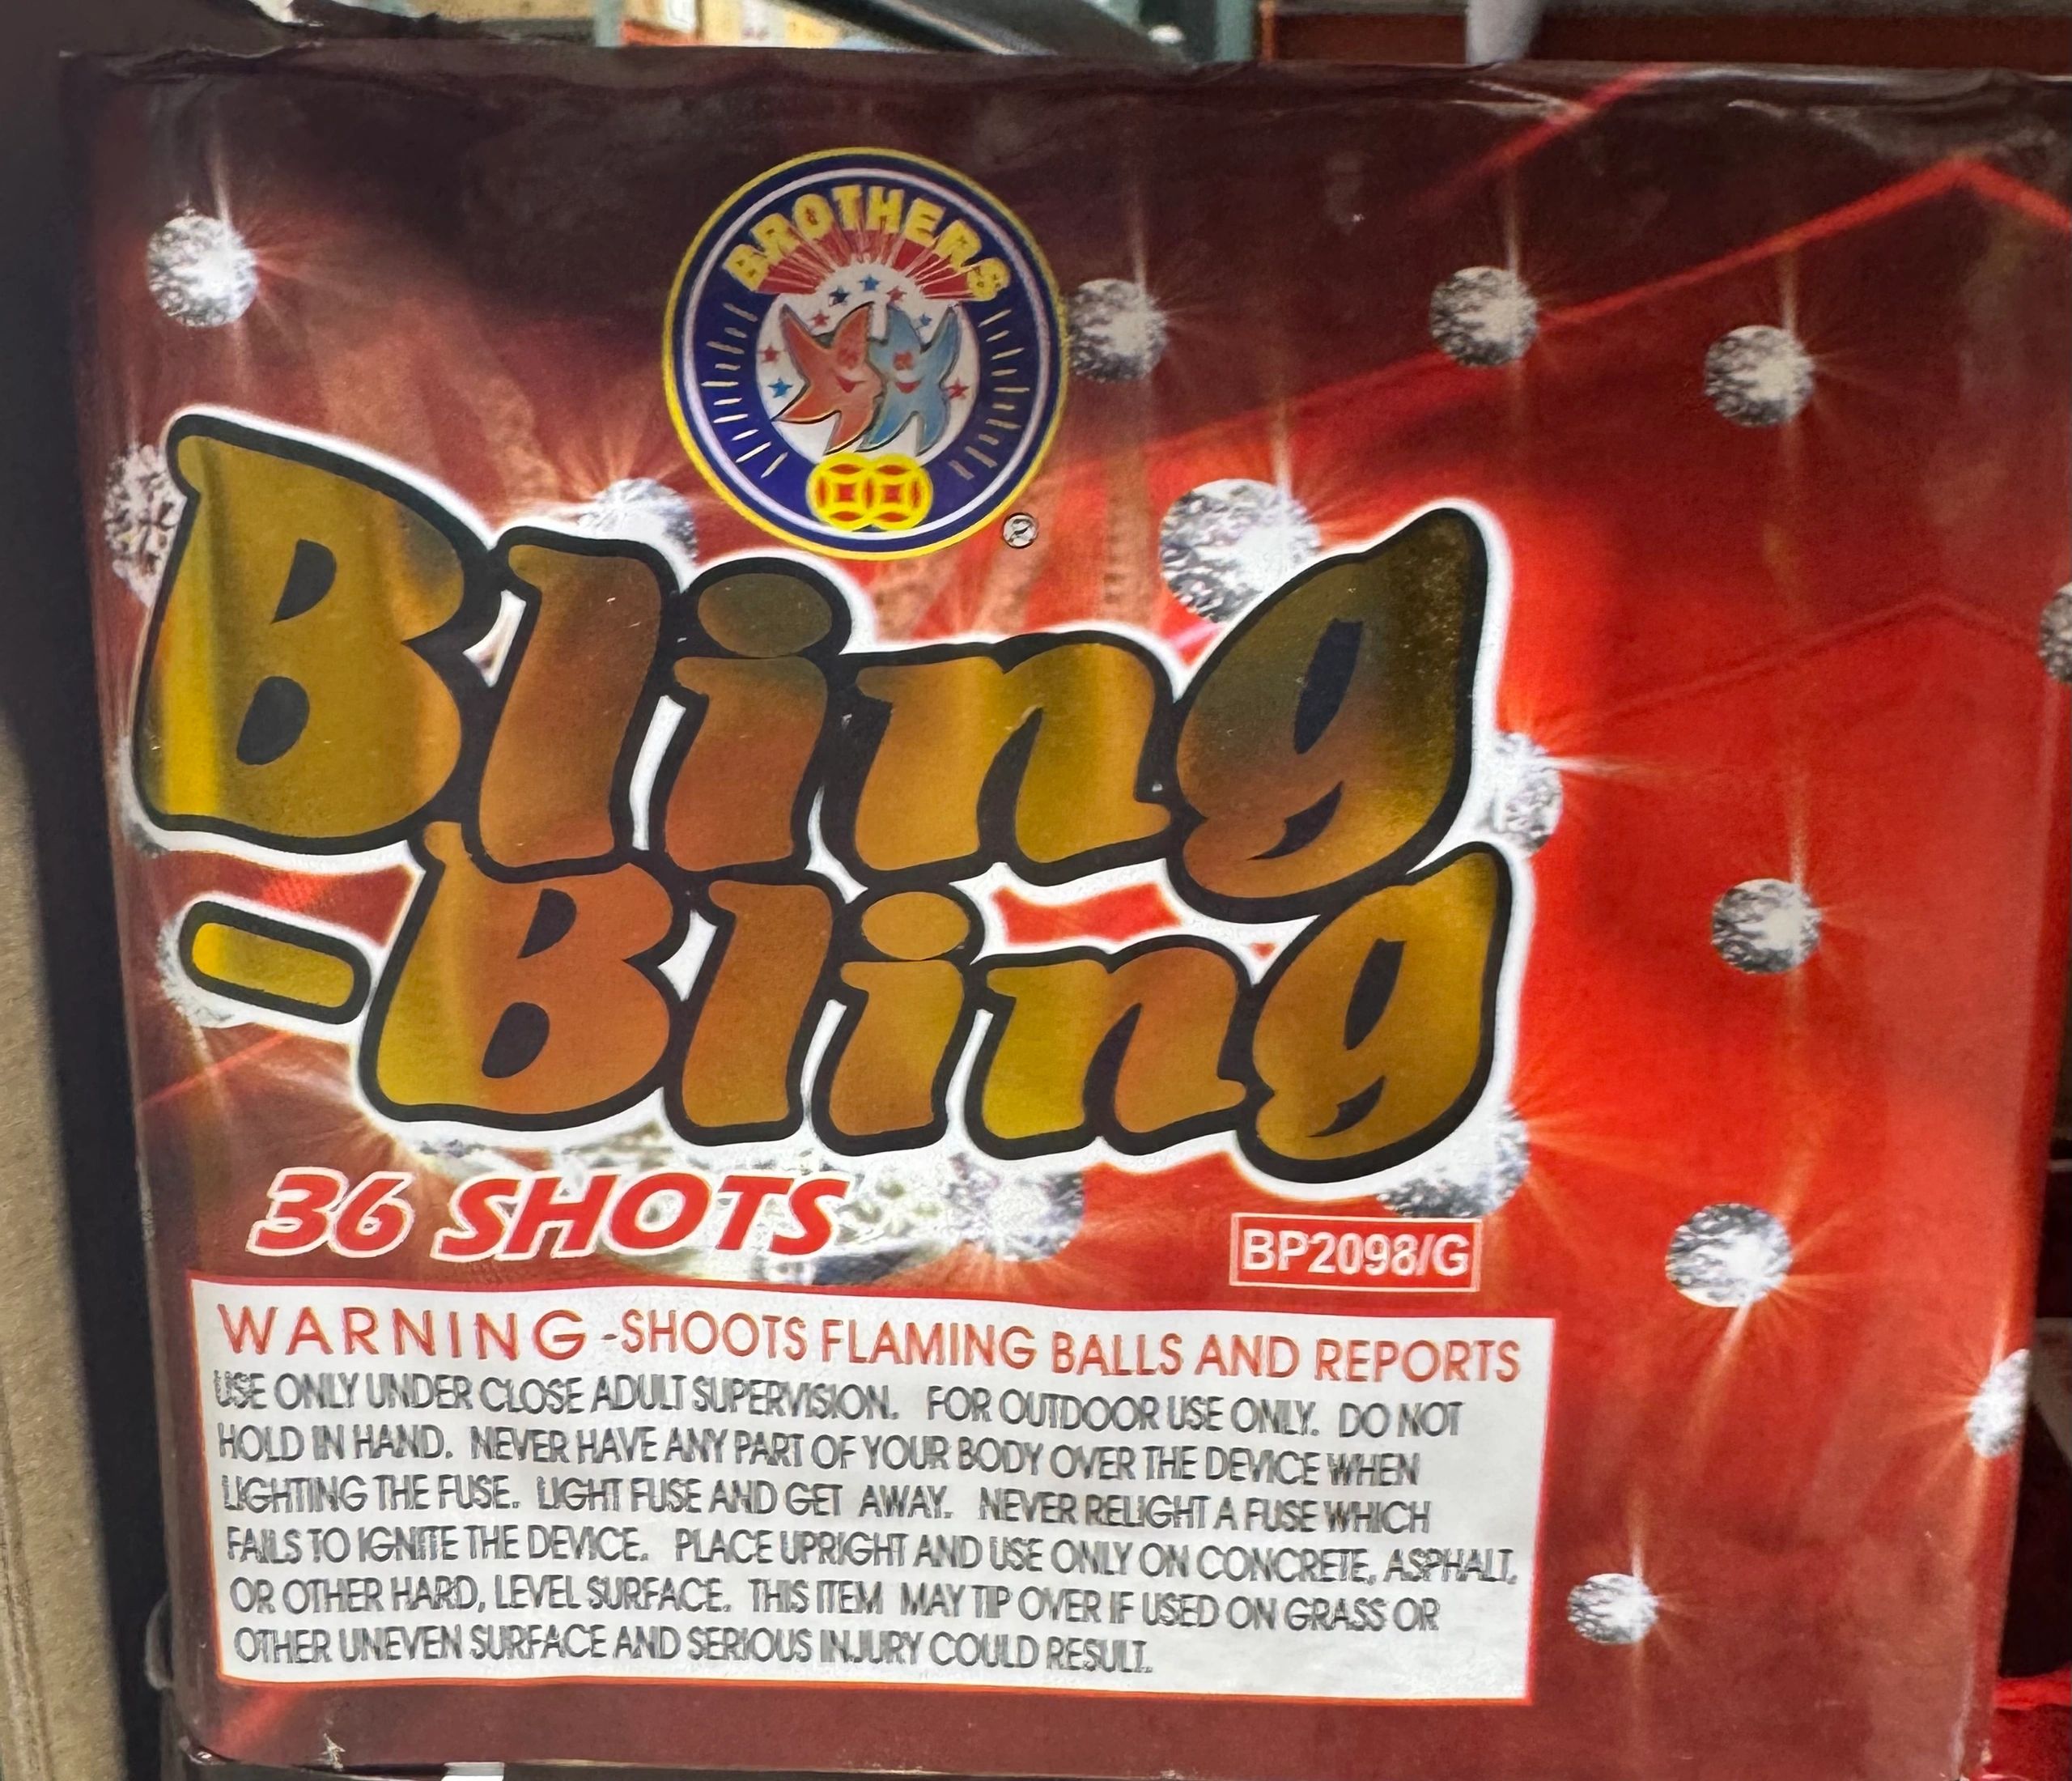 BROTHERS
®
Bling
-Bling
36 SHOTS
BP2098/G
WARNING -SHOOTS FLAMING BALLS AND REPORTS
USE ONLY UNDER CLOSE ADULT SUPERVISION. FOR OUTDOOR USE ONLY. DO NOT
HOLD IN HAND. NEVER HAVE ANY PART OF YOUR BODY OVER THE DEVICE WHEN
LIGHTING THE FUSE. LIGHT FUSE AND GET AWAY. NEVER RELIGHT A FUSE WHICH
FAILS TO IGNITE THE DEVICE. PLACE UPRIGHT AND USE ONLY ON CONCRETE, ASPHALT,
OR OTHER HARD, LEVEL SURFACE. THIS ITEM MAY TIP OVER IF USED ON GRASS OR
OTHER UNEVEN SURFACE AND SERIOUS INJURY COULD RESULT.